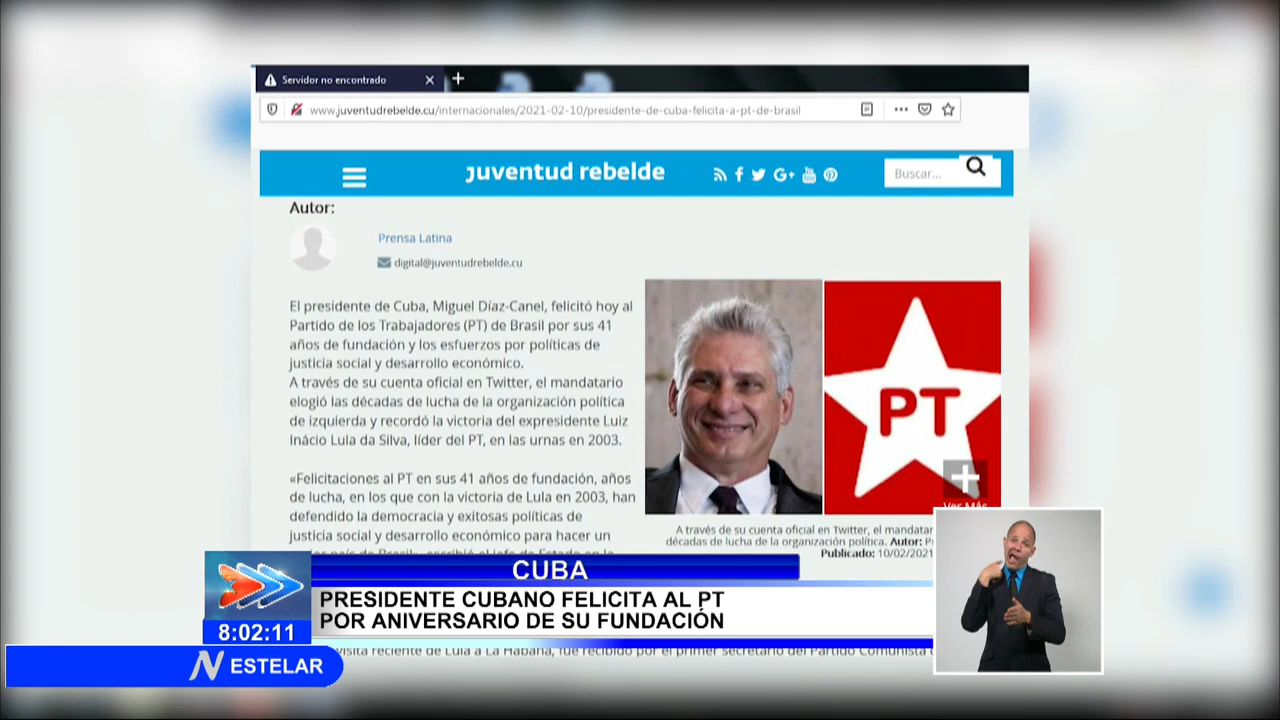 Servidor no encontrado
www.juventudrebelde.cu/internacionales/2021-02-10/presidente-de-cuba-felicita-a-pt-de-brasil
juventud rebelde
Buscar...
Autor:
Prensa Latina
digital@juventudrebelde.cu
El presidente de Cuba, Miguel Díaz-Canel, felicitó hoy al
Partido de los Trabajadores (PT) de Brasil por sus 41
años de fundación y los esfuerzos por políticas de
justicia social y desarrollo económico.
A través de su cuenta oficial en Twitter, el mandatario
elogió las décadas de lucha de la organización política
de izquierda y recordó la victoria del expresidente Luiz
Inácio Lula da Silva, líder del PT, en las urnas en 2003.
«Felicitaciones al PT en sus 41 años de fundación, años
de lucha, en los que con la victoria de Lula en 2003, han
defendido la democracia y exitosas políticas de
justicia social y desarrollo económico para hacer un
PT
Ver Más
A través de su cuenta oficial en Twitter, el mandatar
décadas de lucha de la organización política. Autor:
Publicado: 10/02/2021
CUBA
PRESIDENTE CUBANO FELICITA AL PT
POR ANIVERSARIO DE SU FUNDACIÓN
8:02:11
N ESTELAR
visita reciente de Lula a La Habana, fue recibido por el primer secretario del Partido Comunista